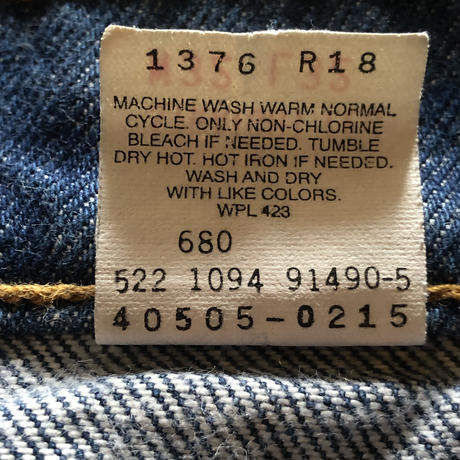 1376 R18
MACHINE WASH WARM NORMAL
CYCLE. ONLY NON-CHLORINE
BLEACH IF NEEDED. TUMBLE
DRY HOT. HOT IRON IF NEEDED.
WASH AND DRY
WITH LIKE COLORS.
WPL 423
680
522 1094 91490-5
40505-0215